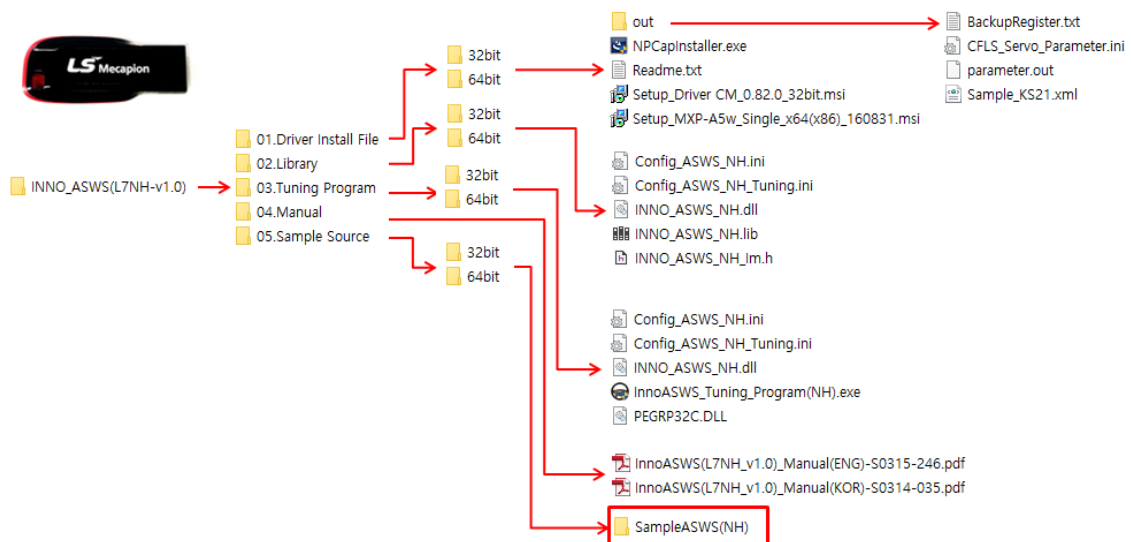 LS Mecapion
INNO_ASWS(L7NH-v1.0)
01.Driver Install File
02.Library
03.Tuning Program
04.Manual
05.Sample Source
32bit
64bit
32bit
64bit
32bit
64bit
32bit
64bit
out
NPCapInstaller.exe
Readme.txt
Setup_Driver CM_0.82.0_32bit.msi
Setup_MXP-A5w_Single_x64(x86)_160831.msi
BackupRegister.txt
CFLS_Servo_Parameter.ini
parameter.out
Sample_KS21.xml
Config_ASWS_NH.ini
Config_ASWS_NH_Tuning.ini
INNO_ASWS_NH.dll
INNO_ASWS_NH.lib
INNO_ASWS_NH_Im.h
Config_ASWS_NH.ini
Config_ASWS_NH_Tuning.ini
INNO_ASWS_NH.dll
InnoASWS_Tuning_Program(NH).exe
PEGRP32C.DLL
InnoASWS(L7NH_v1.0)_Manual(ENG)-S0315-246.pdf
InnoASWS(L7NH_v1.0)_Manual(KOR)-S0314-035.pdf
SampleASWS(NH)